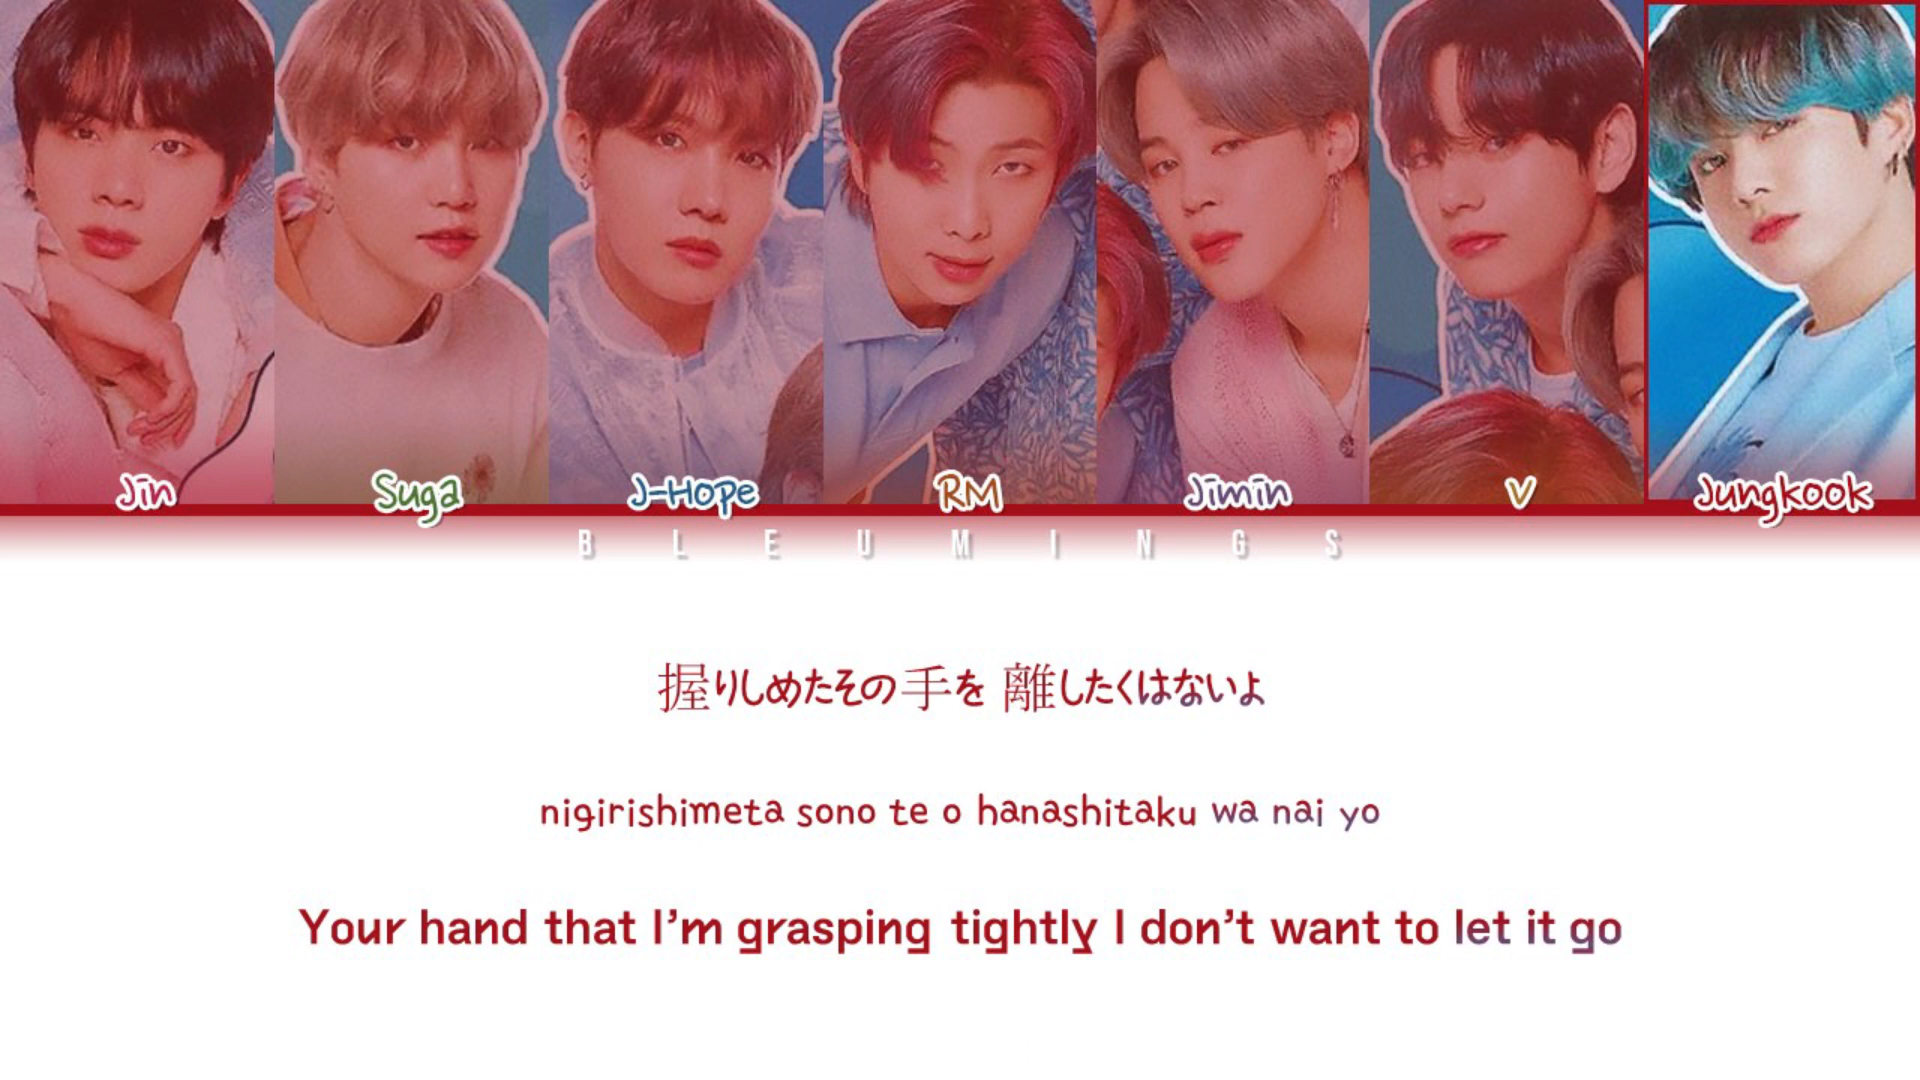 Jin Suga J-Hope RM Jimin V Jungkook
BLEUMINGS
握りしめたその手を 離したくはないよ
nigirishimeta sono te o hanashitaku wa nai yo
Your hand that I'm grasping tightly I don't want to let it go